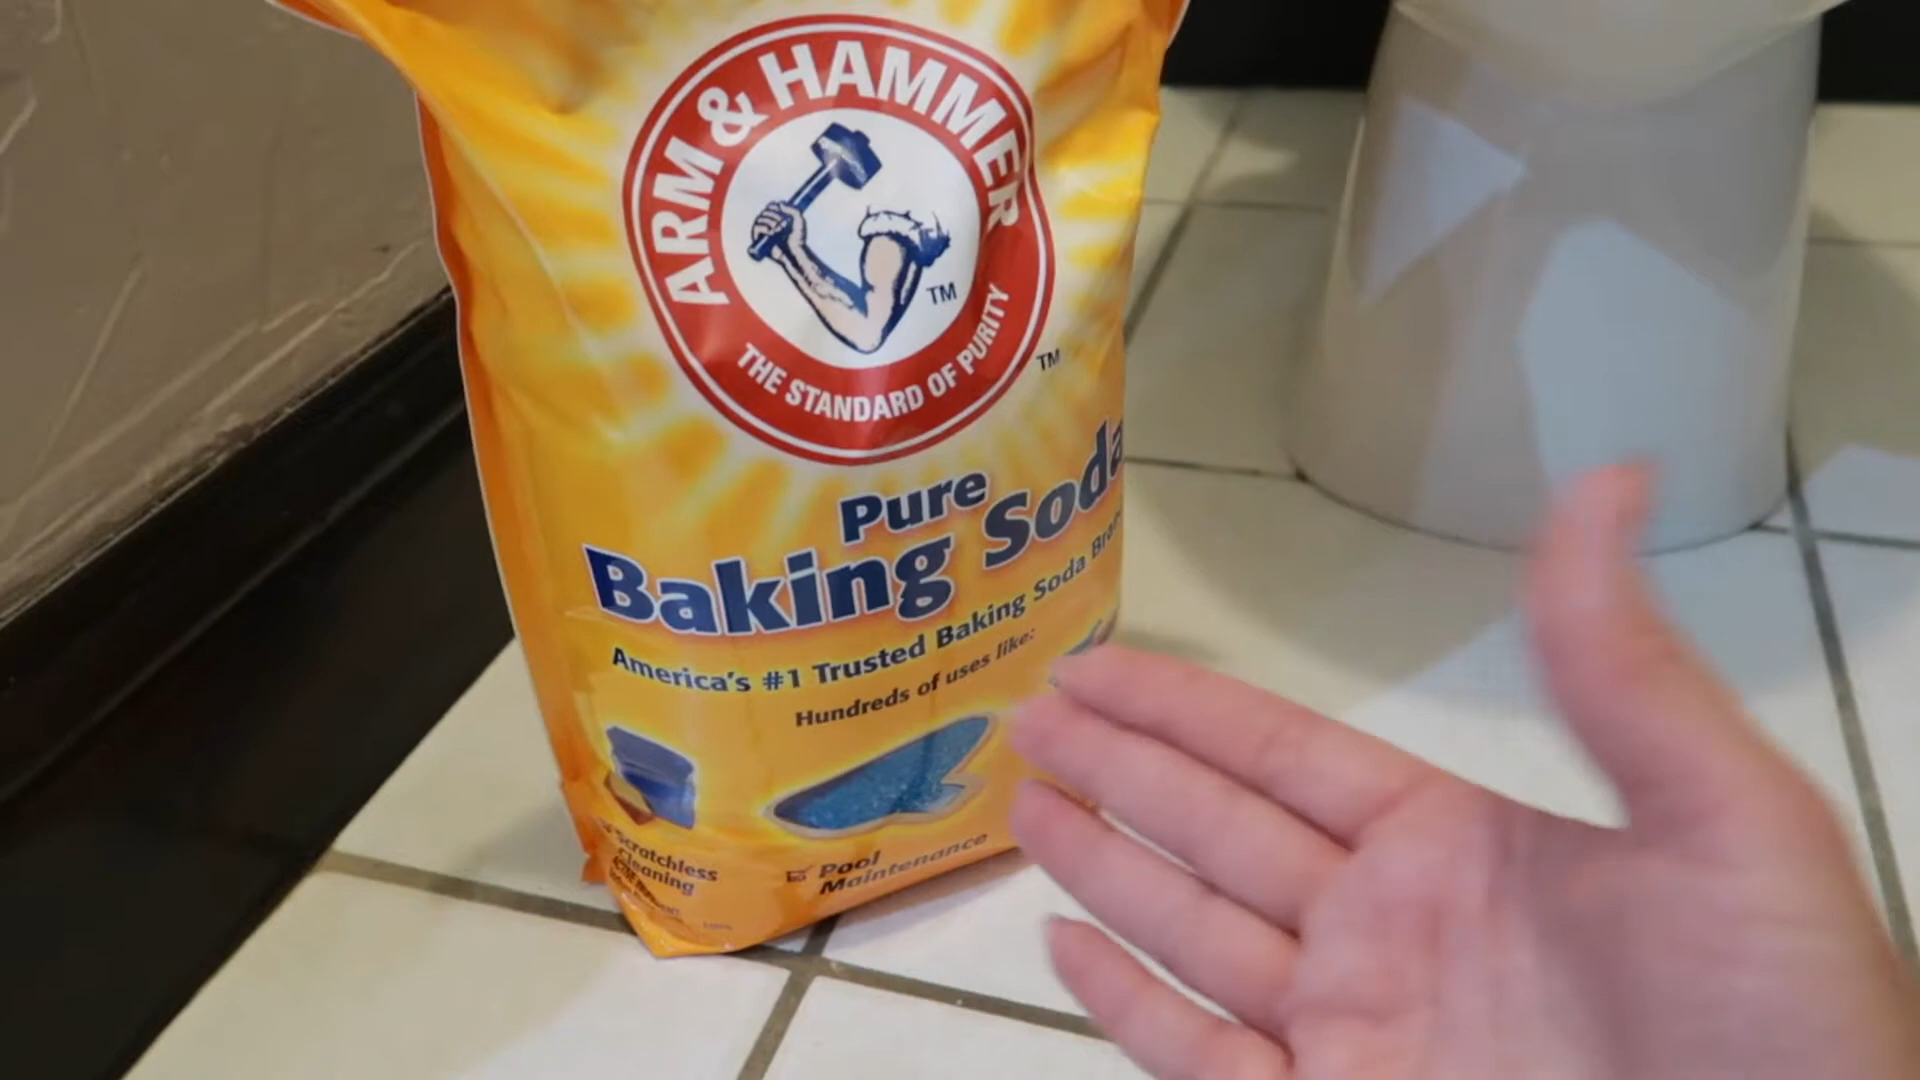 ARM & HAMMER
TM
THE STANDARD OF PURITY
TM
Pure
Baking Soda
America's #1 Trusted Baking Soda
Hundreds of uses like:
Scratchless
Cleaning
Pool
Maintenance